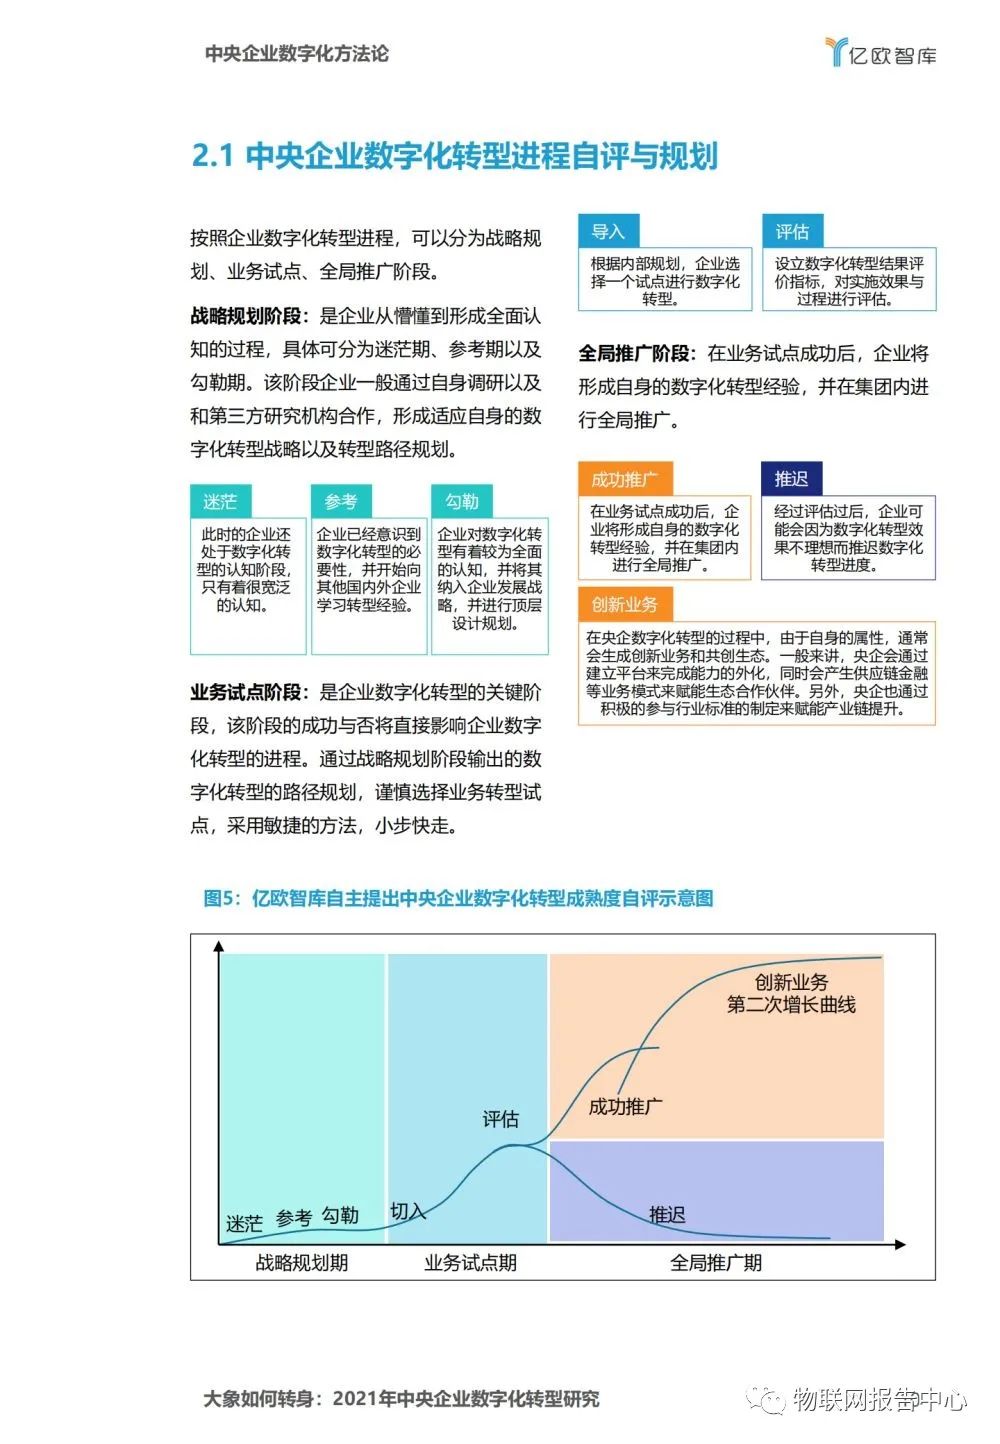 中央企业数字化方法论
亿欧智库
2.1 中央企业数字化转型进程自评与规划
按照企业数字化转型进程，可以分为战略规
划、业务试点、全局推广阶段。
战略规划阶段：是企业从懵懂到形成全面认
知的过程，具体可分为迷茫期、参考期以及
勾勒期。该阶段企业一般通过自身调研以及
和第三方研究机构合作，形成适应自身的数
字化转型战略以及转型路径规划。
迷茫
此时的企业还
处于数字化转
型的认知阶段，
只有着很宽泛
的认知。
参考
企业已经意识到
数字化转型的必
要性，并开始向
其他国内外企业
学习转型经验。
勾勒
企业对数字化转
型有着较为全面
的认知，并将其
纳入企业发展战
略，并进行顶层
设计规划。
业务试点阶段：是企业数字化转型的关键阶
段，该阶段的成功与否将直接影响企业数字
化转型的进程。通过战略规划阶段输出的数
字化转型的路径规划，谨慎选择业务转型试
点，采用敏捷的方法，小步快走。
导入
根据内部规划，企业选
择一个试点进行数字化
转型。
评估
设立数字化转型结果评
价指标，对实施效果与
过程进行评估。
全局推广阶段：在业务试点成功后，企业将
形成自身的数字化转型经验，并在集团内进
行全局推广。
成功推广
在业务试点成功后，企
业将形成自身的数字化
转型经验，并在集团内
进行全局推广。
推迟
经过评估过后，企业可
能会因为数字化转型效
果不理想而推迟数字化
转型进度。
创新业务
在央企数字化转型的过程中，由于自身的属性，通常
会生成创新业务和共创生态。一般来讲，央企会通过
建立平台来完成能力的外化，同时会产生供应链金融
等业务模式来赋能生态合作伙伴。另外，央企也通过
积极的参与行业标准的制定来赋能产业链提升。
图5：亿欧智库自主提出中央企业数字化转型成熟度自评示意图
创新业务
第二次增长曲线
成功推广
评估
迷茫
参考
勾勒
切入
推迟
战略规划期
业务试点期
全局推广期
大象如何转身：2021年中央企业数字化转型研究
物联网报告中心